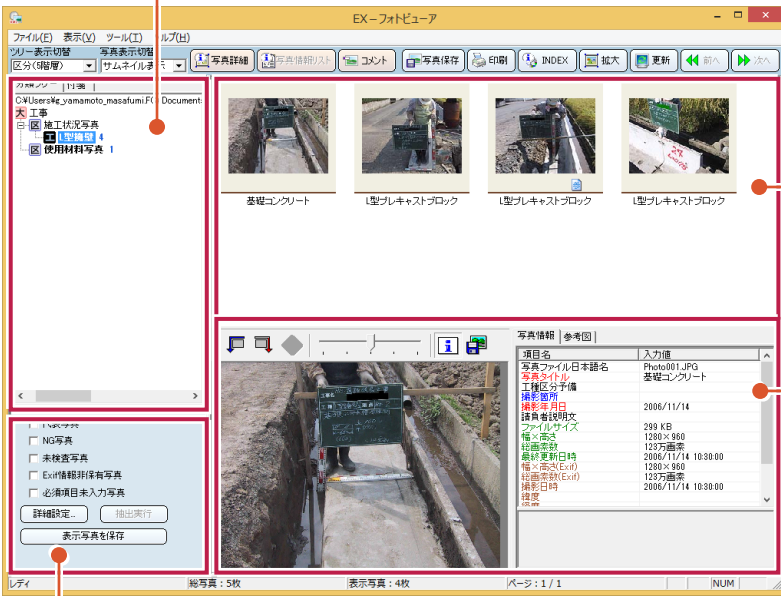 EX－フォトビューア
ファイル(F) 表示(V) ツール(T) ルプ(H)
ツリー表示切替 写真表示切替
区分(5階層) サムネイル表示 写真詳細 写真情報リスト コメント 写真保存 印刷 INDEX 拡大 更新 前へ 次へ
分類ツリー 付箋
C:¥Users¥g_yamamoto_masafumi.F Document
大 工事
区 施工状況写真
工 L型擁壁 4
区 使用材料写真 1
基礎コンクリート L型プレキャストブロック L型プレキャストブロック L型プレキャストブロック
NG写真
未検査写真
Exif情報非保有写真
必須項目未入力写真
詳細設定.. 抽出実行
表示写真を保存
写真情報 参考図
項目名 入力値
写真ファイル日本語名 Photo001.JPG
写真タイトル 基礎コンクリート
工種区分予備
撮影箇所
撮影年月日 2006/11/14
請負者説明文
ファイルサイズ 299 KB
幅×高さ 1280×960
総画素数 123万画素
最終更新日時 2006/11/14 10:30:00
幅×高さ(Exif) 1280×960
総画素数(Exif) 123万画素
撮影日時 2006/11/14 10:30:00
緯度
レディ 総写真：5枚 表示写真：4枚 ページ：1 / 1 NUM